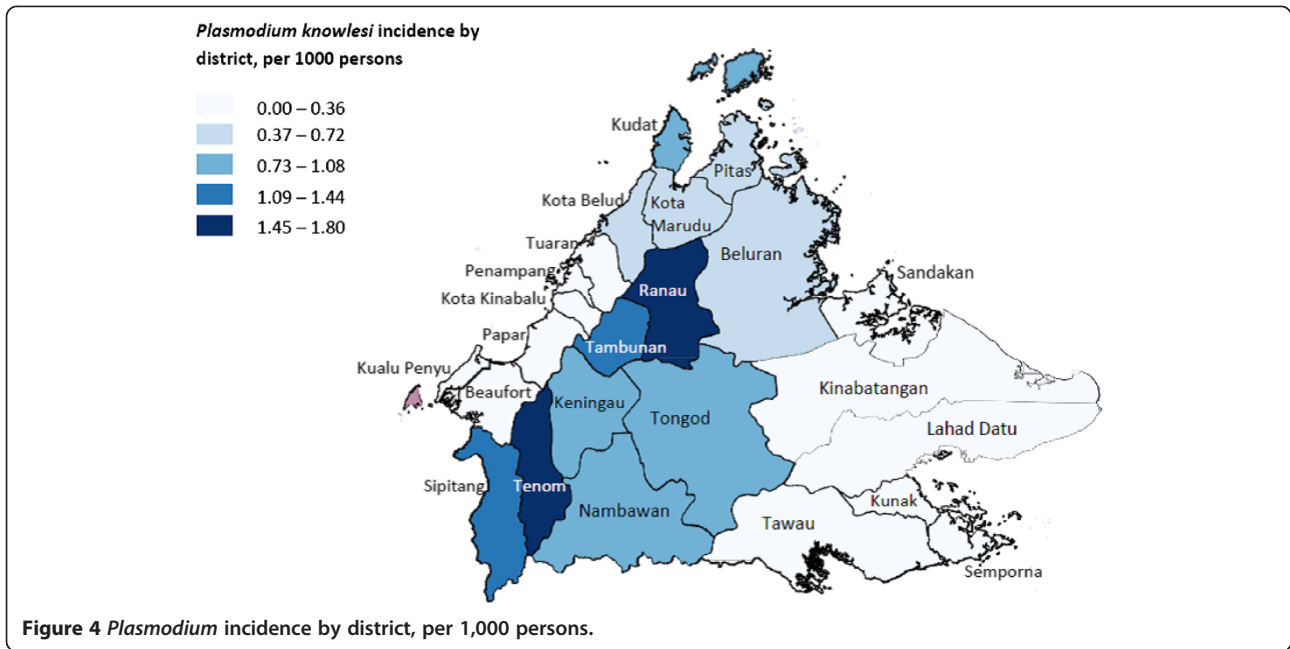 Plasmodium knowlesi incidence by
district, per 1000 persons
0.00 – 0.36
0.37 – 0.72
0.73 – 1.08
1.09 – 1.44
1.45 – 1.80
Kudat
Pitas
Kota Belud
Kota
Marudu
Tuaran
Beluran
Penampang
Sandakan
Ranau
Kota Kinabalu
Papar
Tambunan
Kualu Penyu
Beaufort
Kinabatangan
Keningau
Tongod
Lahad Datu
Sipitang
Tenom
Kunak
Nambawan
Tawau
Semporna
Figure 4 Plasmodium incidence by district, per 1,000 persons.